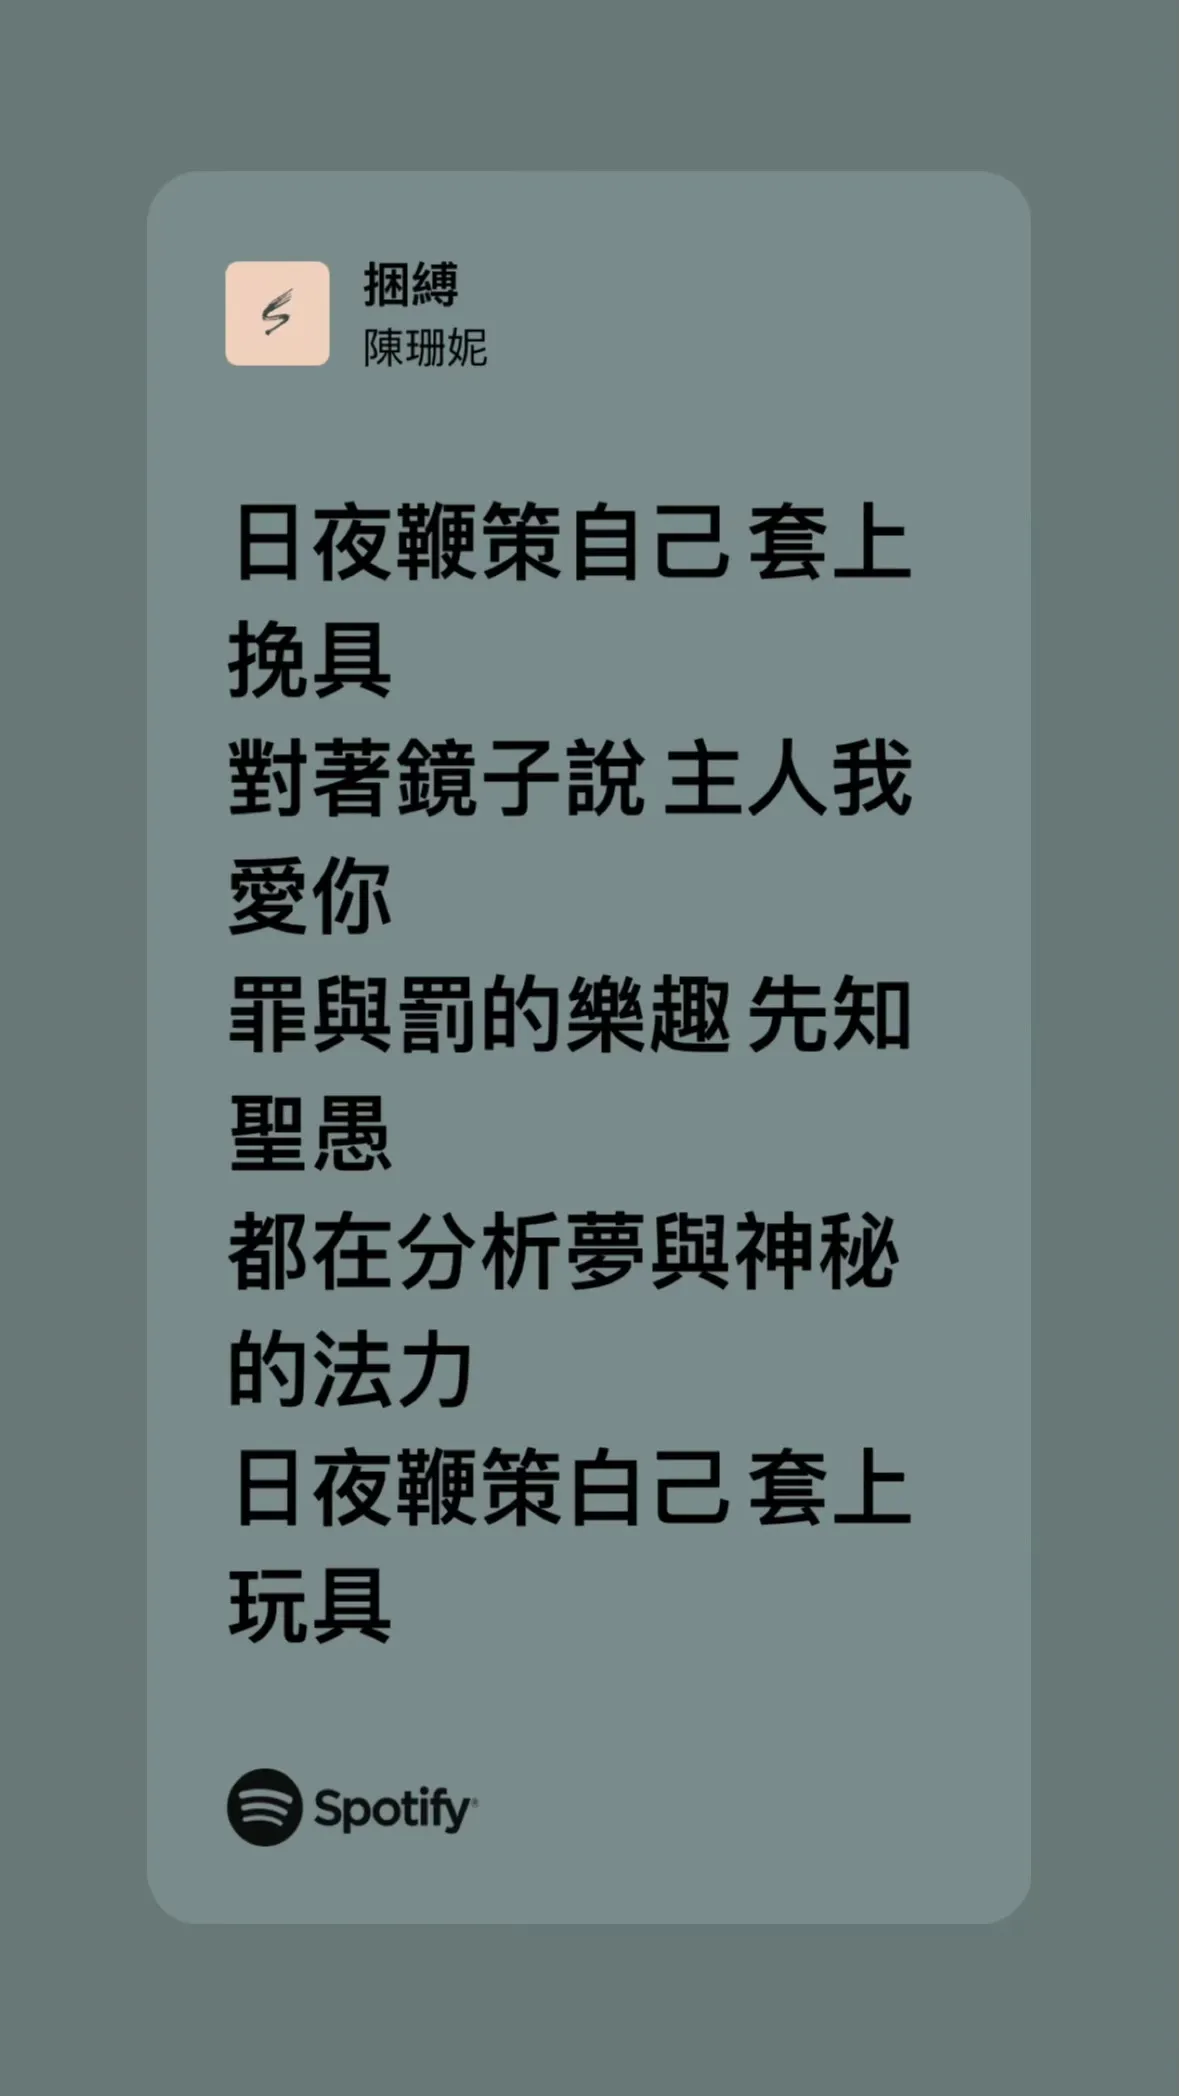 捆縛
陳珊妮
日夜鞭策自己 套上
挽具
對著鏡子說 主人我
愛你
罪與罰的樂趣 先知
聖愚
都在分析夢與神秘
的法力
日夜鞭策白己 套上
玩具
Spotify